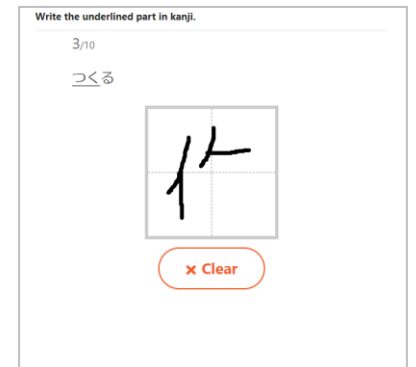 Write the underlined part in kanji.
3/10
つくる
× Clear